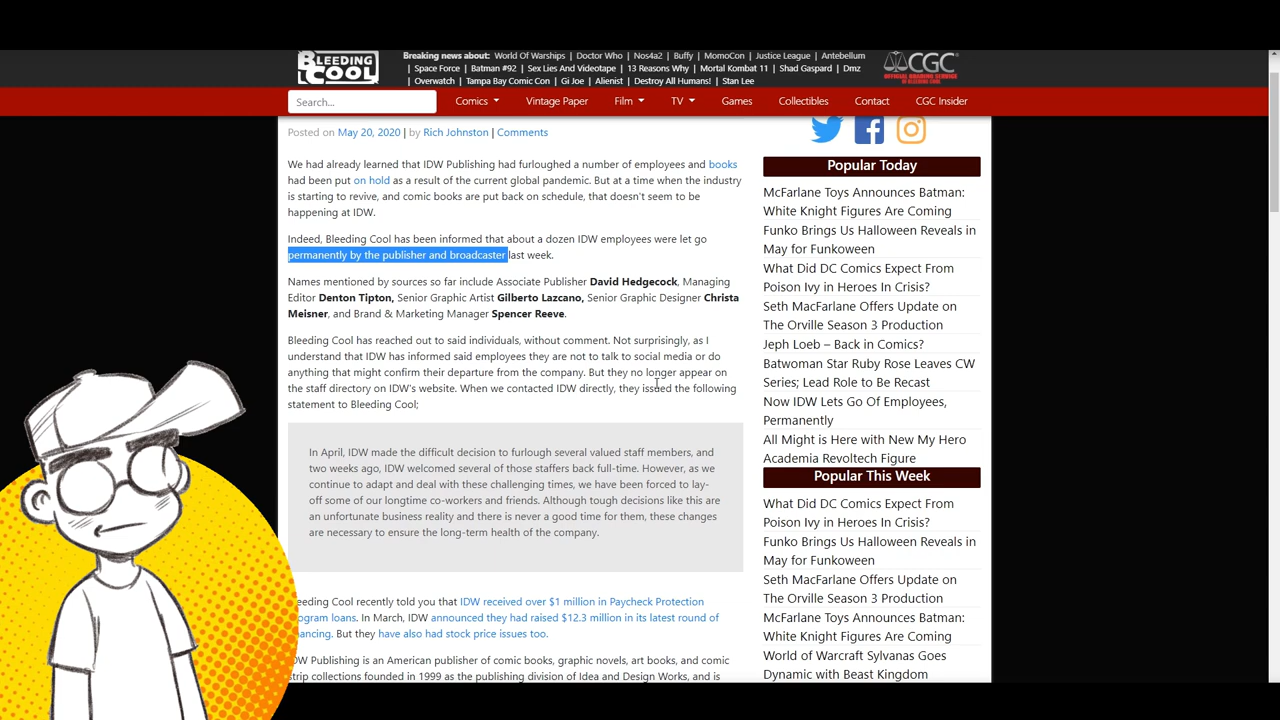 BLEEDING COOL
Breaking news about: World Of Warships | Doctor Who | Nos4a2 | Buffy | MomoCon | Justice League | Antebellum
| Space Force | Batman #92 | Sex Lies And Videotape | 13 Reasons Why | Mortal Kombat 11 | Shad Gaspard | Dmz
| Overwatch | Tampa Bay Comic Con | Gi Joe | Alienist | Destroy All Humans! | Stan Lee
CGC
OFFICIAL GRADING SERVICE
OF BLEEDING COOL
Search...
Comics
Vintage Paper
Film
TV
Games
Collectibles
Contact
CGC Insider
Posted on May 20, 2020 | by Rich Johnston | Comments
We had already learned that IDW Publishing had furloughed a number of employees and books
had been put on hold as a result of the current global pandemic. But at a time when the industry
is starting to revive, and comic books are put back on schedule, that doesn't seem to be
happening at IDW.
Indeed, Bleeding Cool has been informed that about a dozen IDW employees were let go
permanently by the publisher and broadcaster last week.
Names mentioned by sources so far include Associate Publisher David Hedgecock, Managing
Editor Denton Tipton, Senior Graphic Artist Gilberto Lazcano, Senior Graphic Designer Christa
Meisner, and Brand & Marketing Manager Spencer Reeve.
Bleeding Cool has reached out to said individuals, without comment. Not surprisingly, as I
understand that IDW has informed said employees they are not to talk to social media or do
anything that might confirm their departure from the company. But they no longer appear on
the staff directory on IDW's website. When we contacted IDW directly, they issued the following
statement to Bleeding Cool;
In April, IDW made the difficult decision to furlough several valued staff members, and
two weeks ago, IDW welcomed several of those staffers back full-time. However, as we
continue to adapt and deal with these challenging times, we have been forced to lay-
off some of our longtime co-workers and friends. Although tough decisions like this are
an unfortunate business reality and there is never a good time for them, these changes
are necessary to ensure the long-term health of the company.
leeding Cool recently told you that IDW received over $1 million in Paycheck Protection
ogram loans. In March, IDW announced they had raised $12.3 million in its latest round of
ancing. But they have also had stock price issues too.
DW Publishing is an American publisher of comic books, graphic novels, art books, and comic
strip collections founded in 1999 as the publishing division of Idea and Design Works, and is
Popular Today
McFarlane Toys Announces Batman:
White Knight Figures Are Coming
Funko Brings Us Halloween Reveals in
May for Funkoween
What Did DC Comics Expect From
Poison Ivy in Heroes In Crisis?
Seth MacFarlane Offers Update on
The Orville Season 3 Production
Jeph Loeb – Back in Comics?
Batwoman Star Ruby Rose Leaves CW
Series; Lead Role to Be Recast
Now IDW Lets Go Of Employees,
Permanently
All Might is Here with New My Hero
Academia Revoltech Figure
Popular This Week
What Did DC Comics Expect From
Poison Ivy in Heroes In Crisis?
Funko Brings Us Halloween Reveals in
May for Funkoween
Seth MacFarlane Offers Update on
The Orville Season 3 Production
McFarlane Toys Announces Batman:
White Knight Figures Are Coming
World of Warcraft Sylvanas Goes
Dynamic with Beast Kingdom